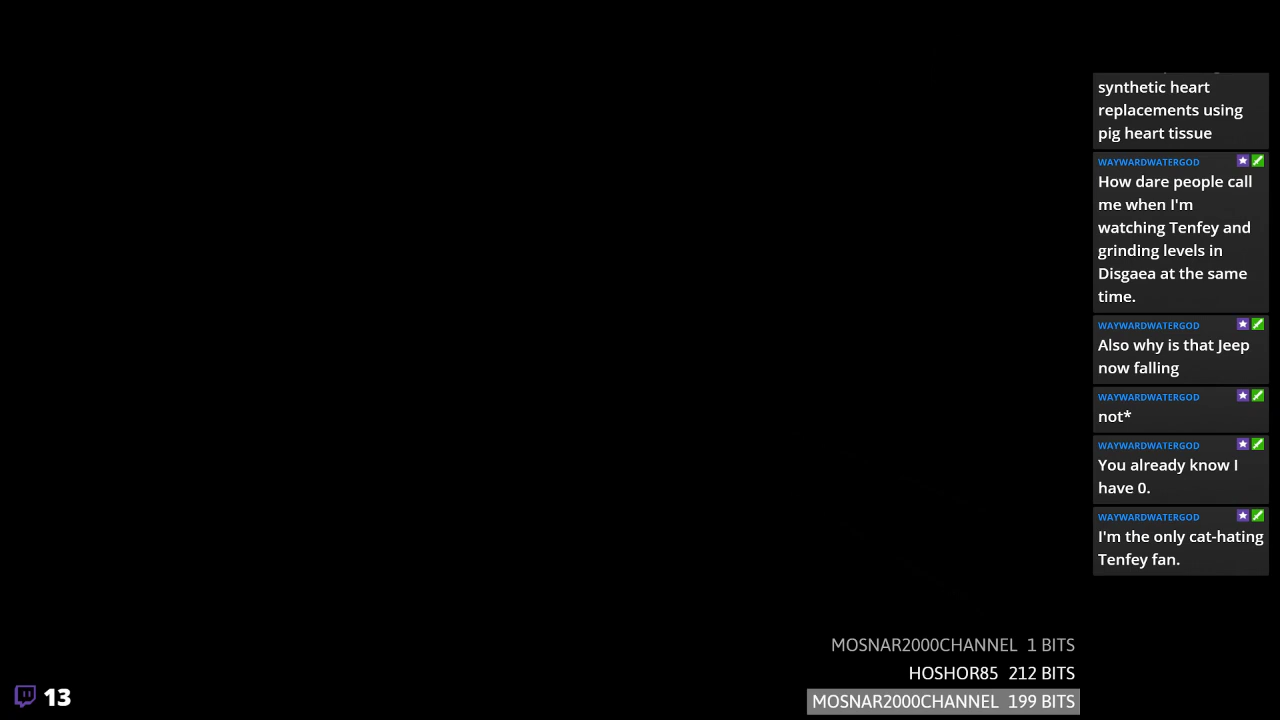 synthetic heart
replacements using
pig heart tissue
WAYWARDWATERGOD
How dare people call
me when I'm
watching Tenfey and
grinding levels in
Disgaea at the same
time.
WAYWARDWATERGOD
Also why is that Jeep
now falling
WAYWARDWATERGOD
not*
WAYWARDWATERGOD
You already know I
have 0.
WAYWARDWATERGOD
I'm the only cat-hating
Tenfey fan.
MOSNAR2000CHANNEL 1 BITS
HOSHOR85 212 BITS
MOSNAR2000CHANNEL 199 BITS
13